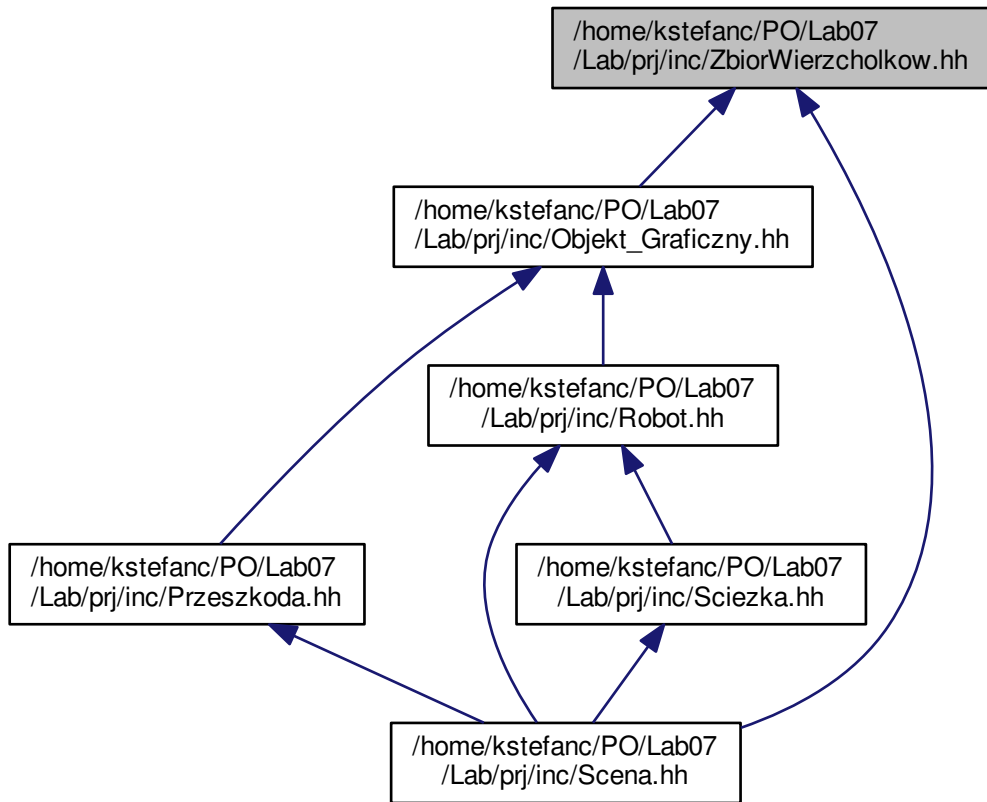 /home/kstefanc/PO/Lab07
/Lab/prj/inc/ZbiorWierzcholkow.hh
/home/kstefanc/PO/Lab07
/Lab/prj/inc/Objekt_Graficzny.hh
/home/kstefanc/PO/Lab07
/Lab/prj/inc/Robot.hh
/home/kstefanc/PO/Lab07
/Lab/prj/inc/Przeszkoda.hh
/home/kstefanc/PO/Lab07
/Lab/prj/inc/Sciezka.hh
/home/kstefanc/PO/Lab07
/Lab/prj/inc/Scena.hh